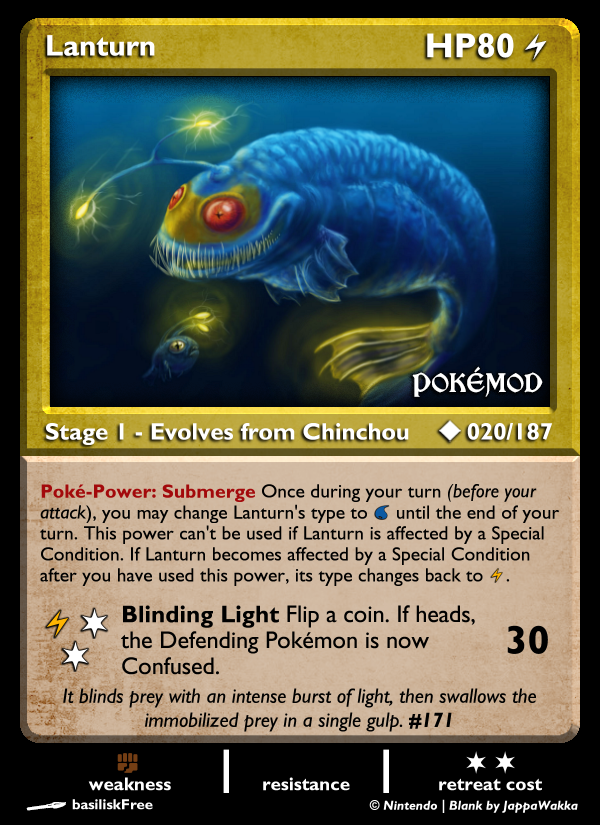 Lanturn HP80
POKÉMOD
Stage 1 - Evolves from Chinchou 020/187
Poké-Power: Submerge Once during your turn (before your
attack), you may change Lanturn's type to until the end of your
turn. This power can't be used if Lanturn is affected by a Special
Condition. If Lanturn becomes affected by a Special Condition
after you have used this power, its type changes back to .
Blinding Light Flip a coin. If heads,
the Defending Pokémon is now 30
Confused.
It blinds prey with an intense burst of light, then swallows the
immobilized prey in a single gulp. #171
weakness resistance retreat cost
basiliskFree © Nintendo | Blank by JappaWakka